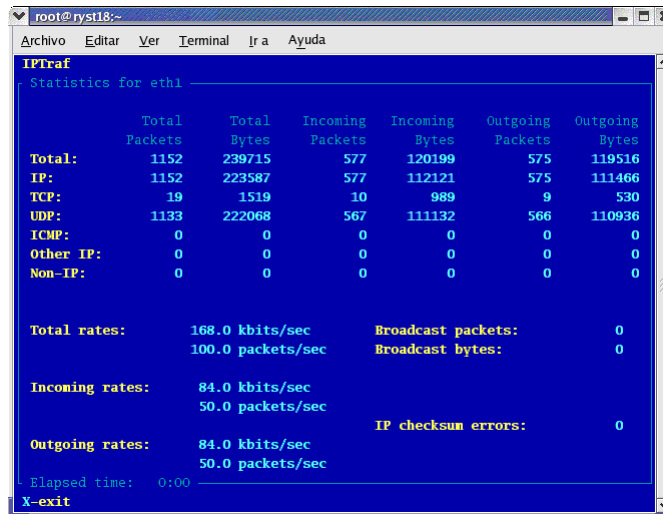 root@ryst18:~
Archivo Editar Ver Terminal Ir a Ayuda
IPTraf
Statistics for eth1
Total Total Incoming Incoming Outgoing Outgoing
Packets Bytes Packets Bytes Packets Bytes
Total: 1152 239715 577 120199 575 119516
IP: 1152 223587 577 112121 575 111466
TCP: 19 1519 10 989 9 530
UDP: 1133 222068 567 111132 566 110936
ICMP: 0 0 0 0 0 0
Other IP: 0 0 0 0 0 0
Non-IP: 0 0 0 0 0 0
Total rates: 168.0 kbits/sec Broadcast packets: 0
100.0 packets/sec Broadcast bytes: 0
Incoming rates: 84.0 kbits/sec
50.0 packets/sec
IP checksum errors: 0
Outgoing rates: 84.0 kbits/sec
50.0 packets/sec
Elapsed time: 0:00
X-exit